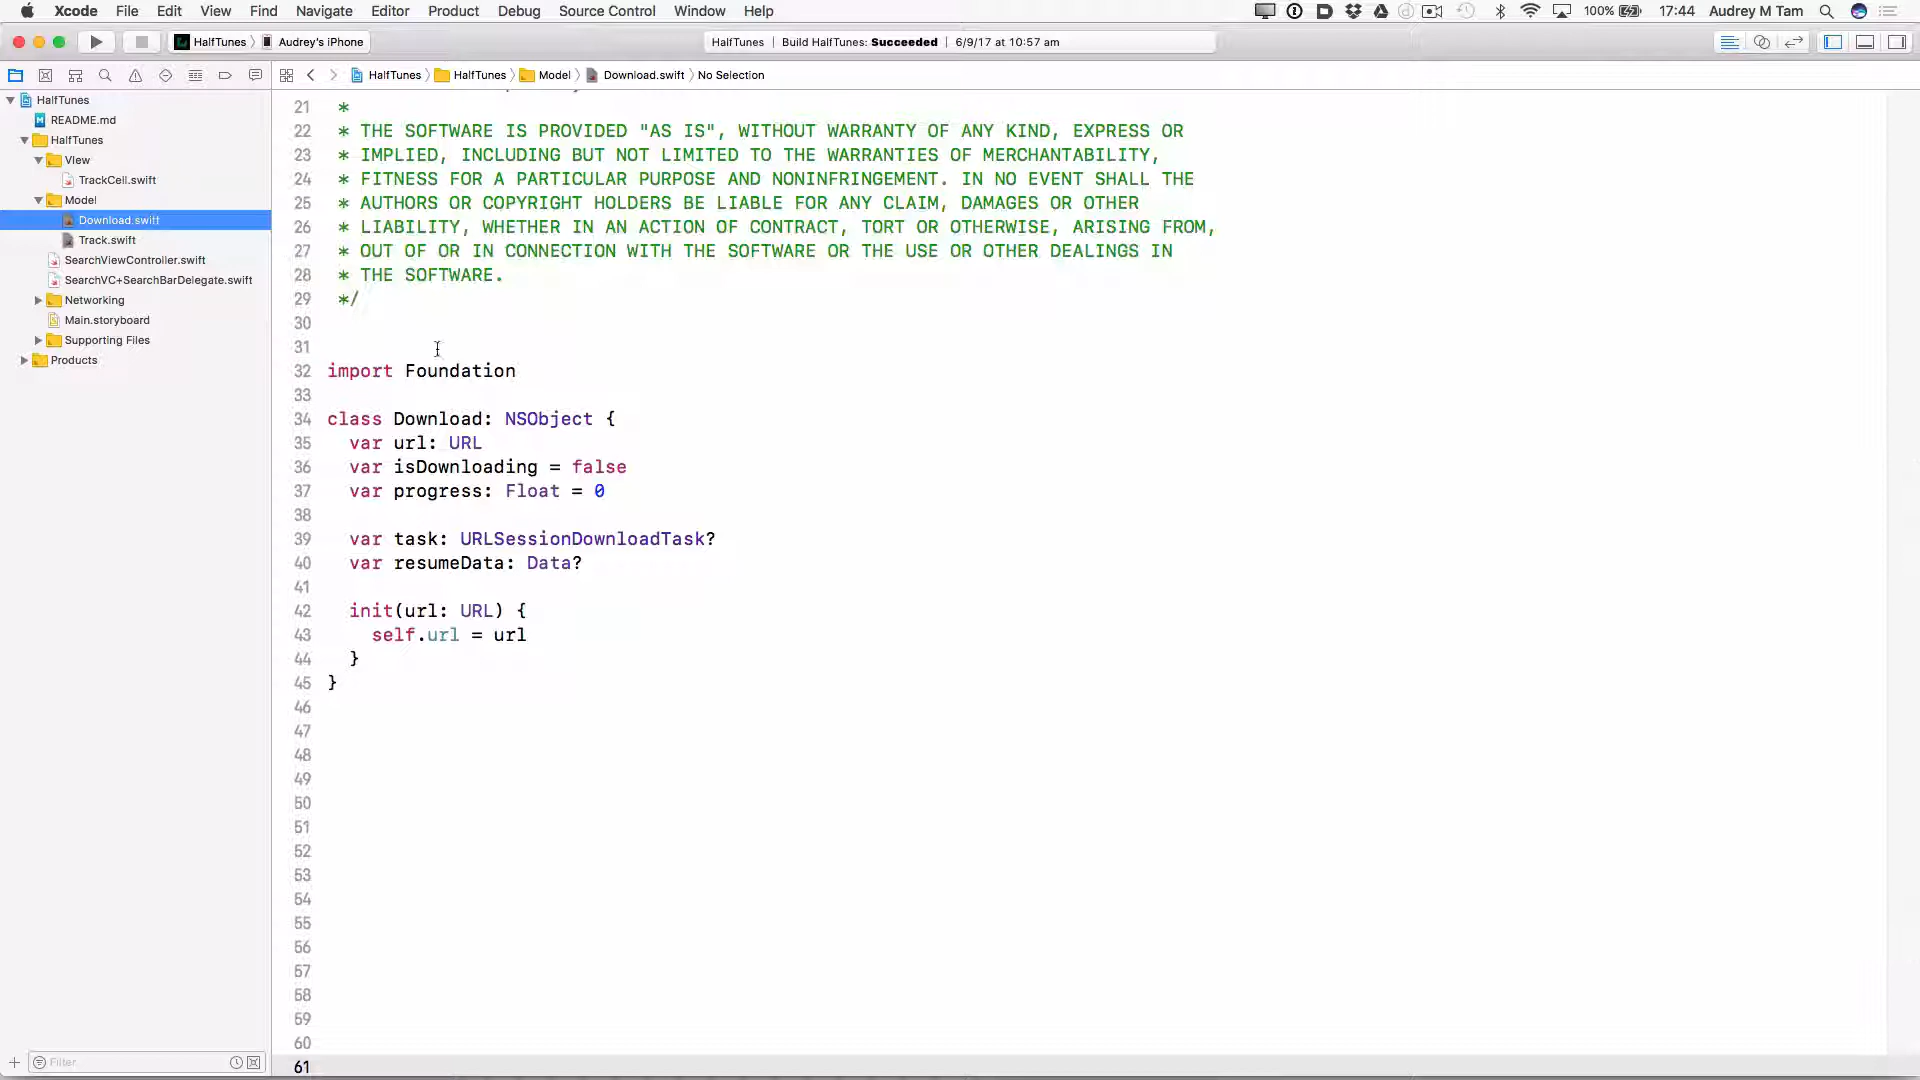 Xcode File Edit View Find Navigate Editor Product Debug Source Control Window Help 100% 17:44 Audrey M Tam
HalfTunes Audrey's iPhone HalfTunes | Build HalfTunes: Succeeded | 6/9/17 at 10:57 am
HalfTunes HalfTunes Model Download.swift No Selection
HalfTunes
README.md
HalfTunes
View
TrackCell.swift
Model
Download.swift
Track.swift
SearchViewController.swift
SearchVC+SearchBarDelegate.swift
Networking
Main.storyboard
Supporting Files
Products
Filter
21 *
22 * THE SOFTWARE IS PROVIDED "AS IS", WITHOUT WARRANTY OF ANY KIND, EXPRESS OR
23 * IMPLIED, INCLUDING BUT NOT LIMITED TO THE WARRANTIES OF MERCHANTABILITY,
24 * FITNESS FOR A PARTICULAR PURPOSE AND NONINFRINGEMENT. IN NO EVENT SHALL THE
25 * AUTHORS OR COPYRIGHT HOLDERS BE LIABLE FOR ANY CLAIM, DAMAGES OR OTHER
26 * LIABILITY, WHETHER IN AN ACTION OF CONTRACT, TORT OR OTHERWISE, ARISING FROM,
27 * OUT OF OR IN CONNECTION WITH THE SOFTWARE OR THE USE OR OTHER DEALINGS IN
28 * THE SOFTWARE.
29 */
30
31
32 import Foundation
33
34 class Download: NSObject {
35 var url: URL
36 var isDownloading = false
37 var progress: Float = 0
38
39 var task: URLSessionDownloadTask?
40 var resumeData: Data?
41
42 init(url: URL) {
43 self.url = url
44 }
45 }
46
47
48
49
50
51
52
53
54
55
56
57
58
59
60
61